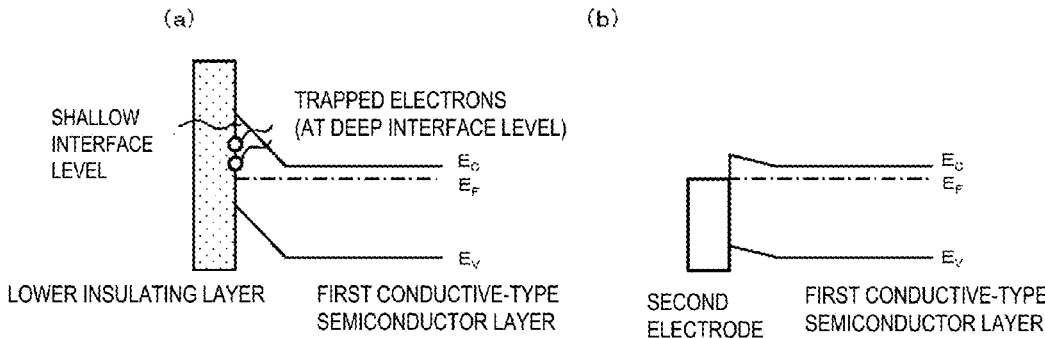 (a)
(b)
SHALLOW
INTERFACE
LEVEL
TRAPPED ELECTRONS
(AT DEEP INTERFACE LEVEL)
E_C
E_F
E_V
LOWER INSULATING LAYER
FIRST CONDUCTIVE-TYPE
SEMICONDUCTOR LAYER
E_C
E_F
E_V
SECOND
ELECTRODE
FIRST CONDUCTIVE-TYPE
SEMICONDUCTOR LAYER